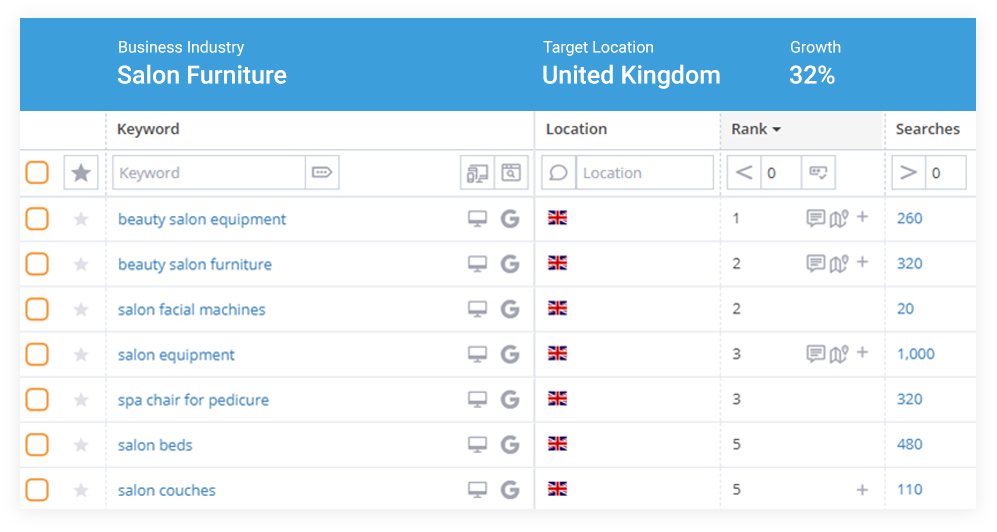 Business Industry Target Location Growth
Salon Furniture United Kingdom 32%
Keyword Location Rank Searches
Keyword Location < 0 > 0
beauty salon equipment G 1 + 260
beauty salon furniture G 2 + 320
salon facial machines G 2 20
salon equipment G 3 + 1,000
spa chair for pedicure G 3 320
salon beds G 5 480
salon couches G 5 + 110